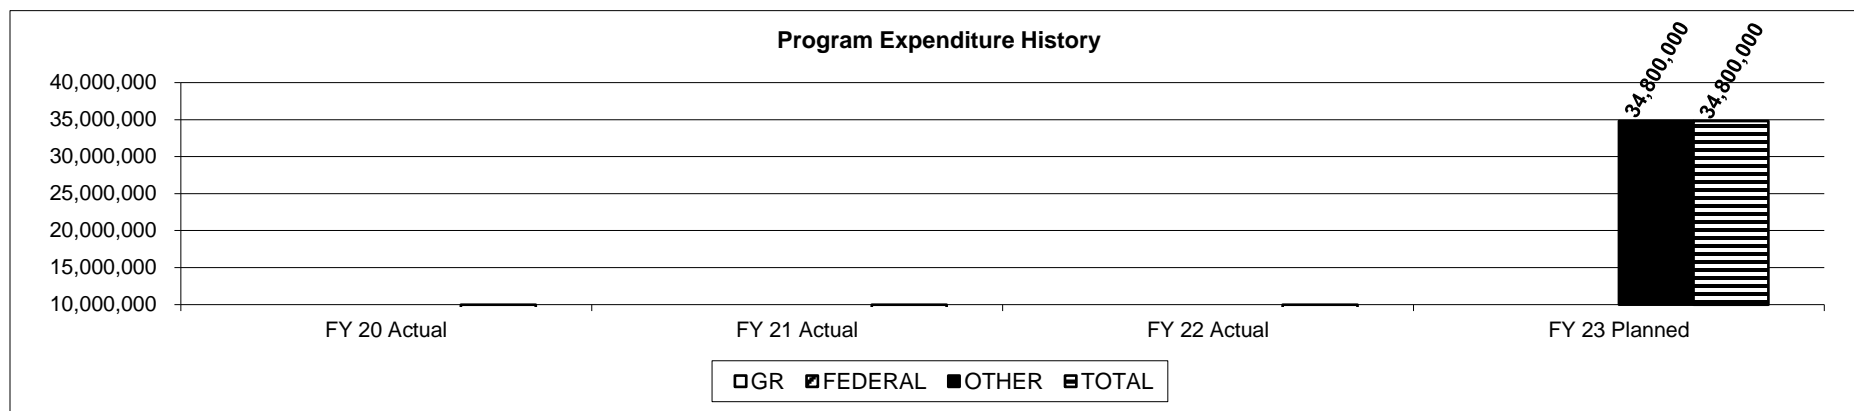 Program Expenditure History
34,800,000 34,800,000
40,000,000
35,000,000
30,000,000
25,000,000
20,000,000
15,000,000
10,000,000
FY 20 Actual FY 21 Actual FY 22 Actual FY 23 Planned
GR FEDERAL OTHER TOTAL